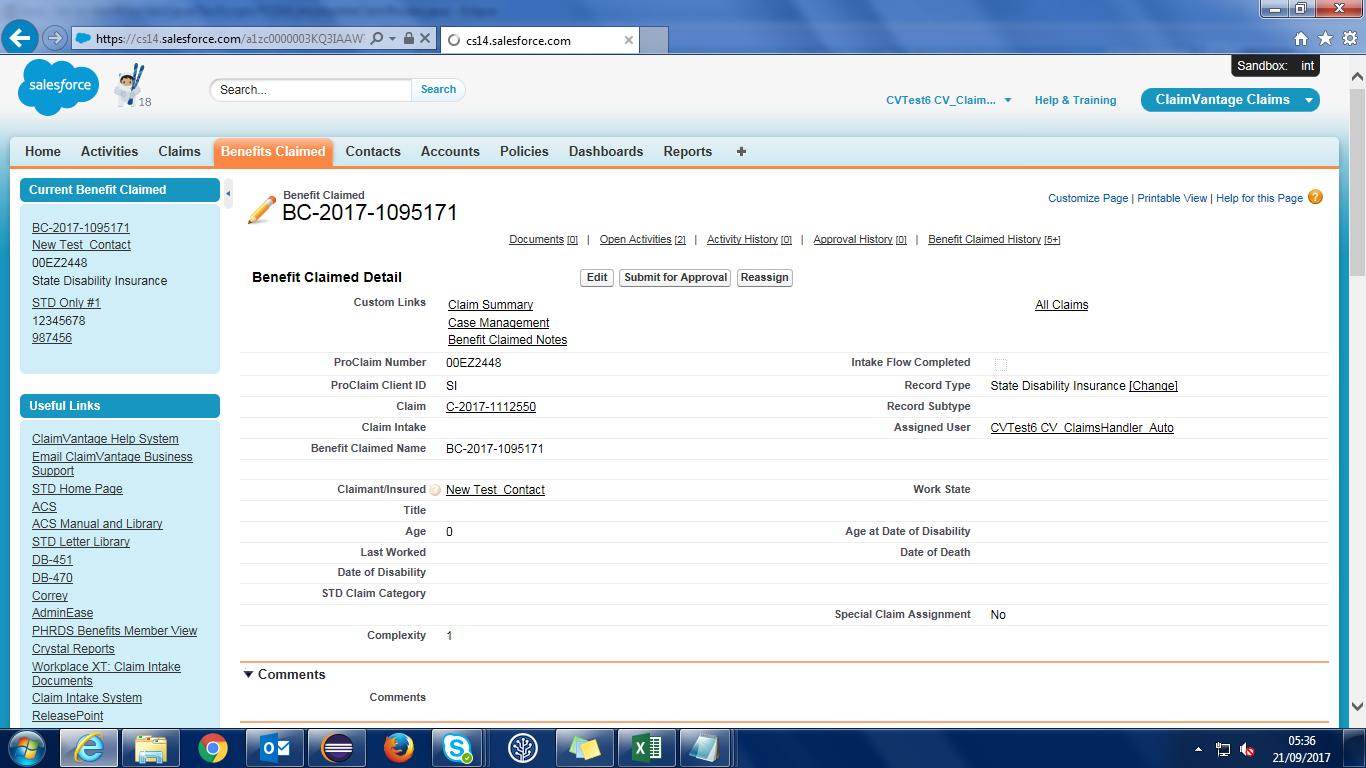 https://cs14.salesforce.com/a1zc0000003KQ3IAAW
cs14.salesforce.com
Sandbox: int
salesforce
18
Search...
Search
CVTest6 CV_Claim...
Help & Training
ClaimVantage Claims
Home
Activities
Claims
Benefits Claimed
Contacts
Accounts
Policies
Dashboards
Reports
Current Benefit Claimed
BC-2017-1095171
New Test_Contact
00EZ2448
State Disability Insurance
STD Only #1
12345678
987456
Useful Links
ClaimVantage Help System
Email ClaimVantage Business
Support
STD Home Page
ACS
ACS Manual and Library
STD Letter Library
DB-451
DB-470
Correy
AdminEase
PHRDS Benefits Member View
Crystal Reports
Workplace XT: Claim Intake
Documents
Claim Intake System
ReleasePoint
Benefit Claimed
BC-2017-1095171
Customize Page | Printable View | Help for this Page
Documents [0] | Open Activities [2] | Activity History [0] | Approval History [0] | Benefit Claimed History [5+]
Benefit Claimed Detail
Edit
Submit for Approval
Reassign
Custom Links
Claim Summary
All Claims
Case Management
Benefit Claimed Notes
ProClaim Number 00EZ2448
Intake Flow Completed
ProClaim Client ID SI
Record Type State Disability Insurance [Change]
Claim C-2017-1112550
Record Subtype
Claim Intake
Assigned User CVTest6 CV_ClaimsHandler_Auto
Benefit Claimed Name BC-2017-1095171
Claimant/Insured New Test_Contact
Work State
Title
Age 0
Age at Date of Disability
Last Worked
Date of Death
Date of Disability
STD Claim Category
Special Claim Assignment No
Complexity 1
Comments
Comments
05:36
21/09/2017